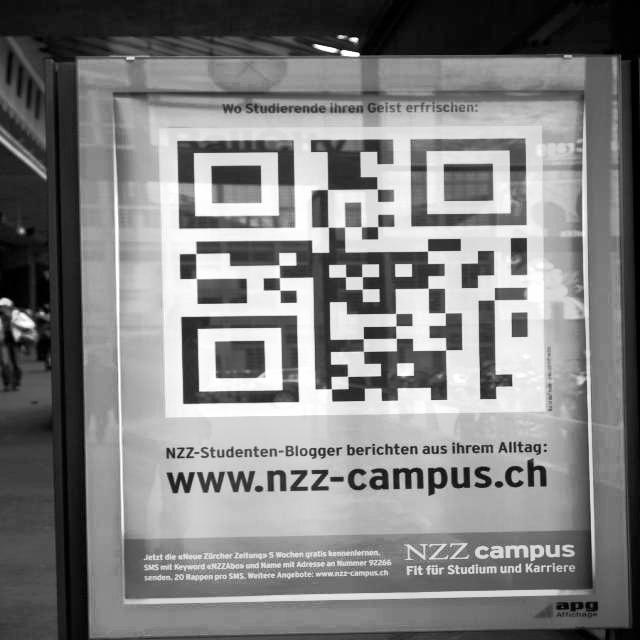 Wo Studierende ihren Geist erfrischen:
NZZ-Studenten-Blogger berichten aus ihrem Alltag:
www.nzz-campus.ch
Jetzt die «Neue Zürcher Zeitung» 5 Wochen gratis kennenlernen.
SMS mit Keyword «NZZAbo» und Name mit Adresse an Nummer 92266
senden. 20 Rappen pro SMS. Weitere Angebote: www.nzz-campus.ch
NZZ campus
Fit für Studium und Karriere
apg
Affichage